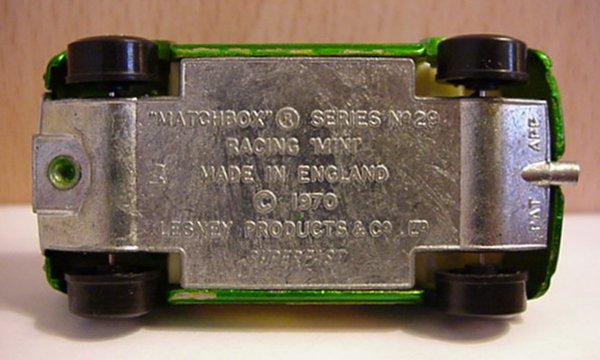 "MATCHBOX" ® SERIES No 29
RACING 'MINI'
MADE IN ENGLAND
© 1970
LESNEY PRODUCTS & Co. LTD
SUPERFAST
PAT APP